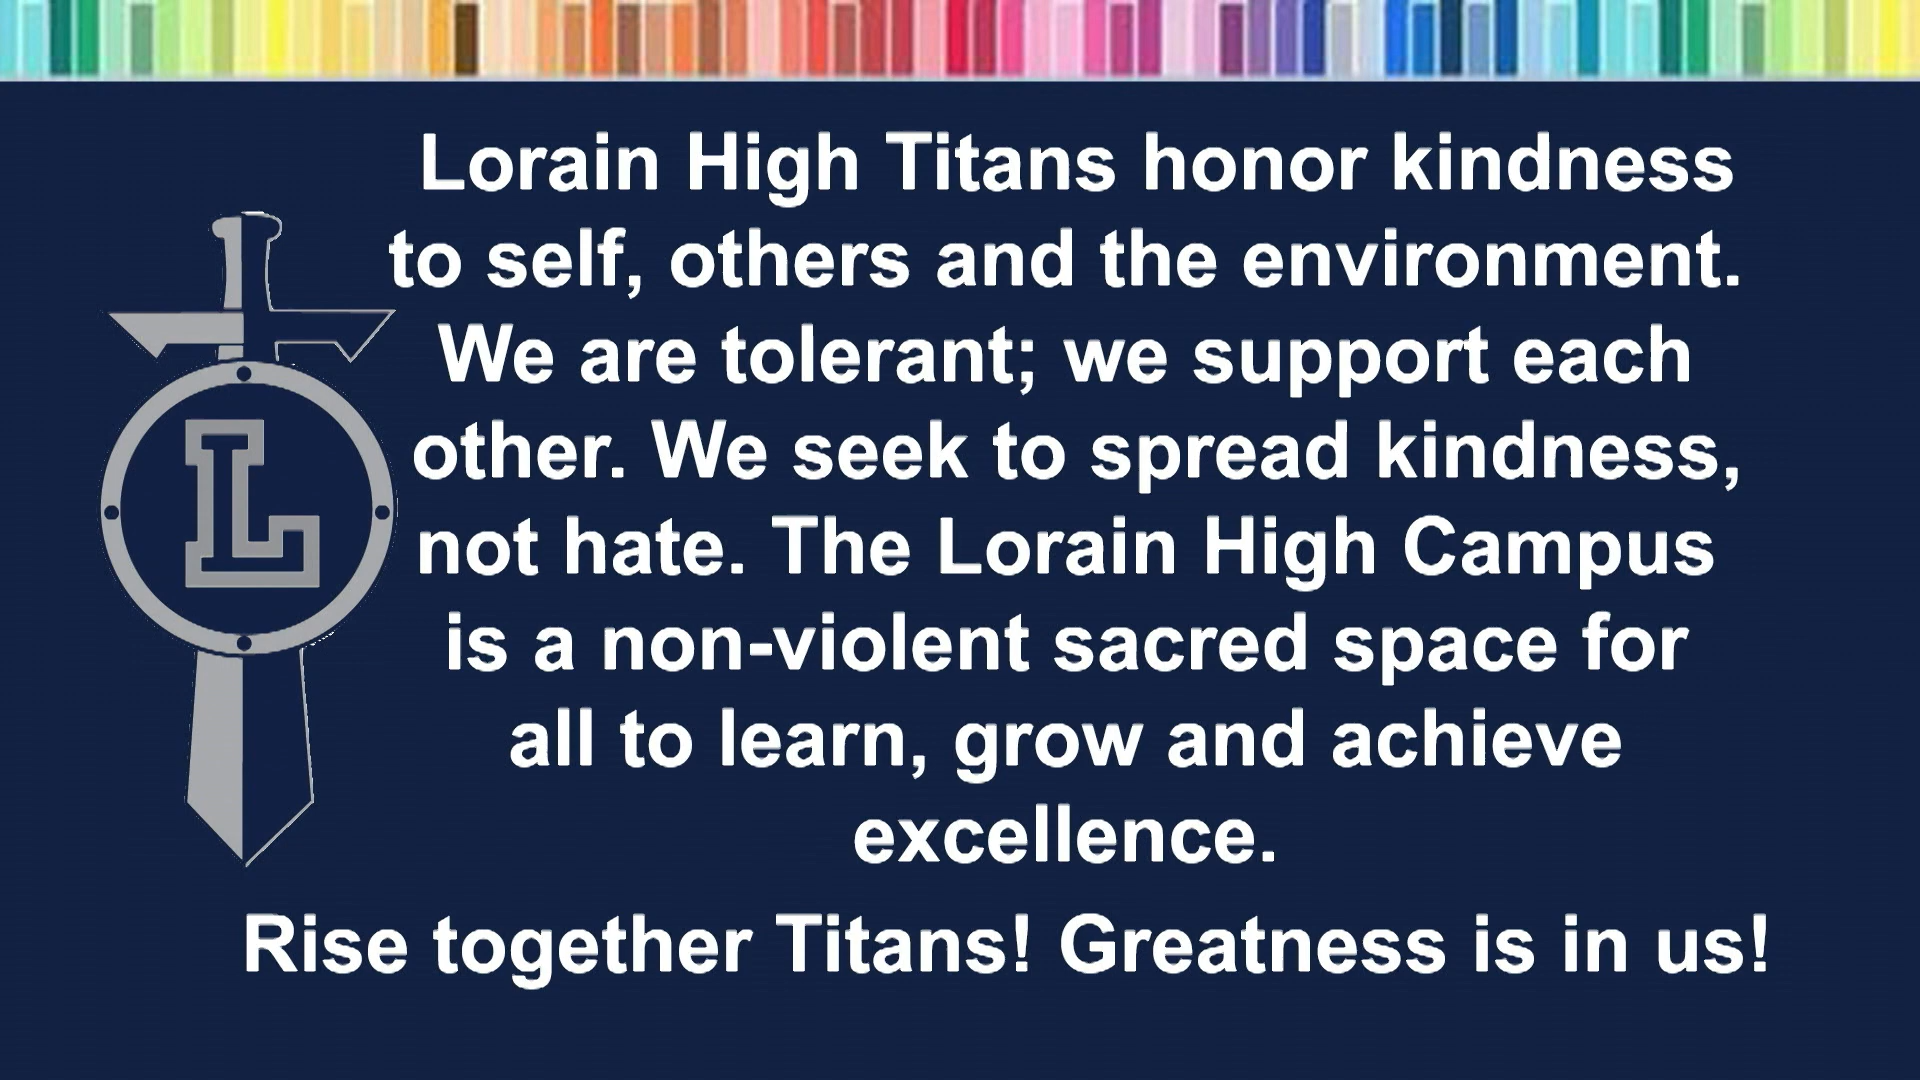 Lorain High Titans honor kindness
to self, others and the environment.
We are tolerant; we support each
other. We seek to spread kindness,
not hate. The Lorain High Campus
is a non-violent sacred space for
all to learn, grow and achieve
excellence.
Rise together Titans! Greatness is in us!
L